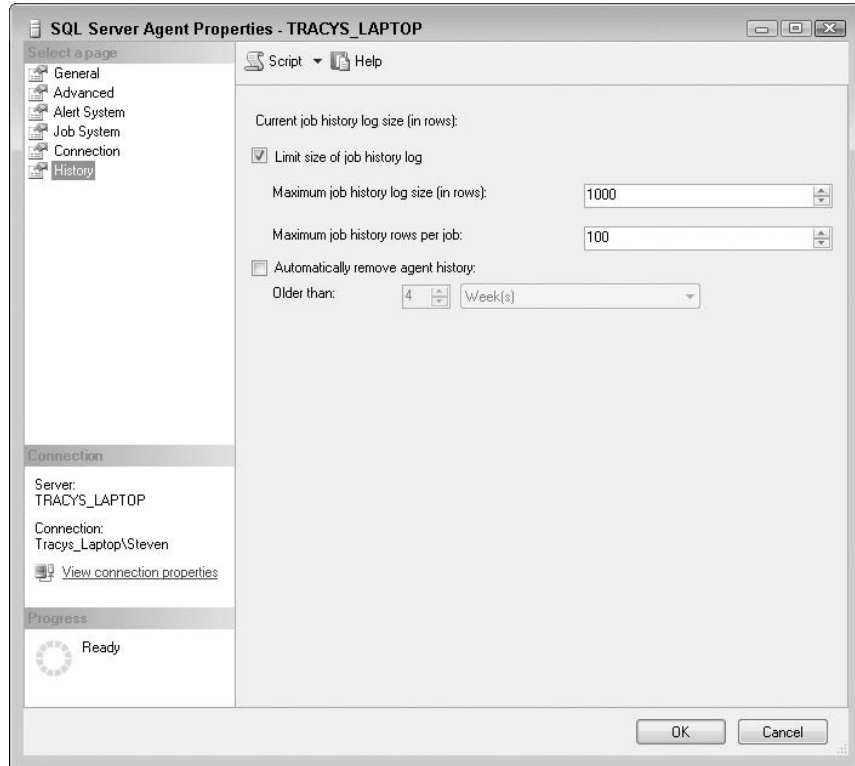 SQL Server Agent Properties - TRACYS_LAPTOP
Select a page
General
Advanced
Alert System
Job System
Connection
History
Script Help
Current job history log size (in rows):
Limit size of job history log
Maximum job history log size (in rows): 1000
Maximum job history rows per job: 100
Automatically remove agent history:
Older than: 4 Week(s)
Connection
Server:
TRACYS_LAPTOP
Connection:
Tracys_Laptop\Steven
View connection properties
Progress
Ready
OK Cancel